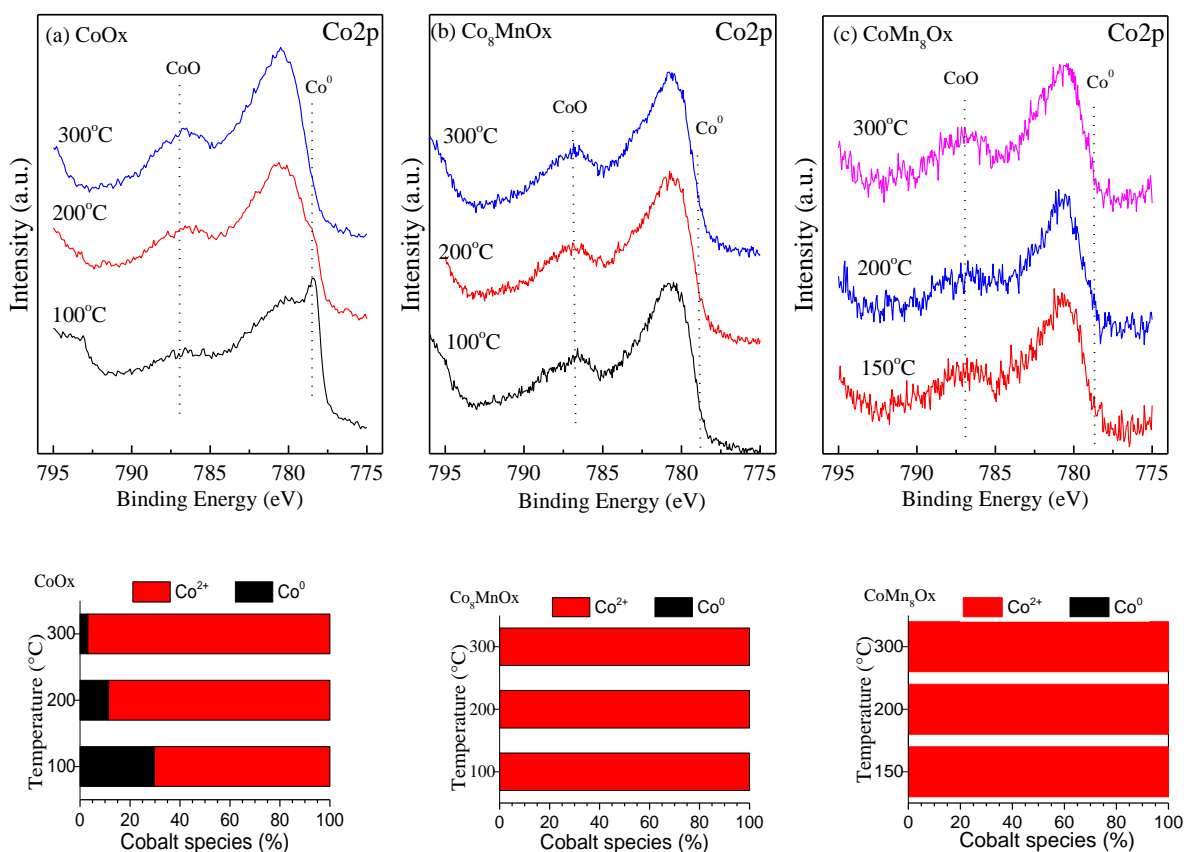 (a) CoOx
Co2p
CoO
Co⁰
300°C
200°C
100°C
Intensity (a.u.)
795 790 785 780 775
Binding Energy (eV)
(b) Co₈MnOx
Co2p
CoO
Co⁰
300°C
200°C
100°C
Intensity (a.u.)
795 790 785 780 775
Binding Energy (eV)
(c) CoMn₈Ox
Co2p
CoO
Co⁰
300°C
200°C
150°C
Intensity (a.u.)
795 790 785 780 775
Binding Energy (eV)
CoOx
Co²⁺ Co⁰
Temperature (°C)
300
200
100
0 20 40 60 80 100
Cobalt species (%)
Co₈MnOx
Co²⁺ Co⁰
Temperature (°C)
300
200
100
0 20 40 60 80 100
Cobalt species (%)
CoMn₈Ox
Co²⁺ Co⁰
Temperature (°C)
300
200
150
0 20 40 60 80 100
Cobalt species (%)